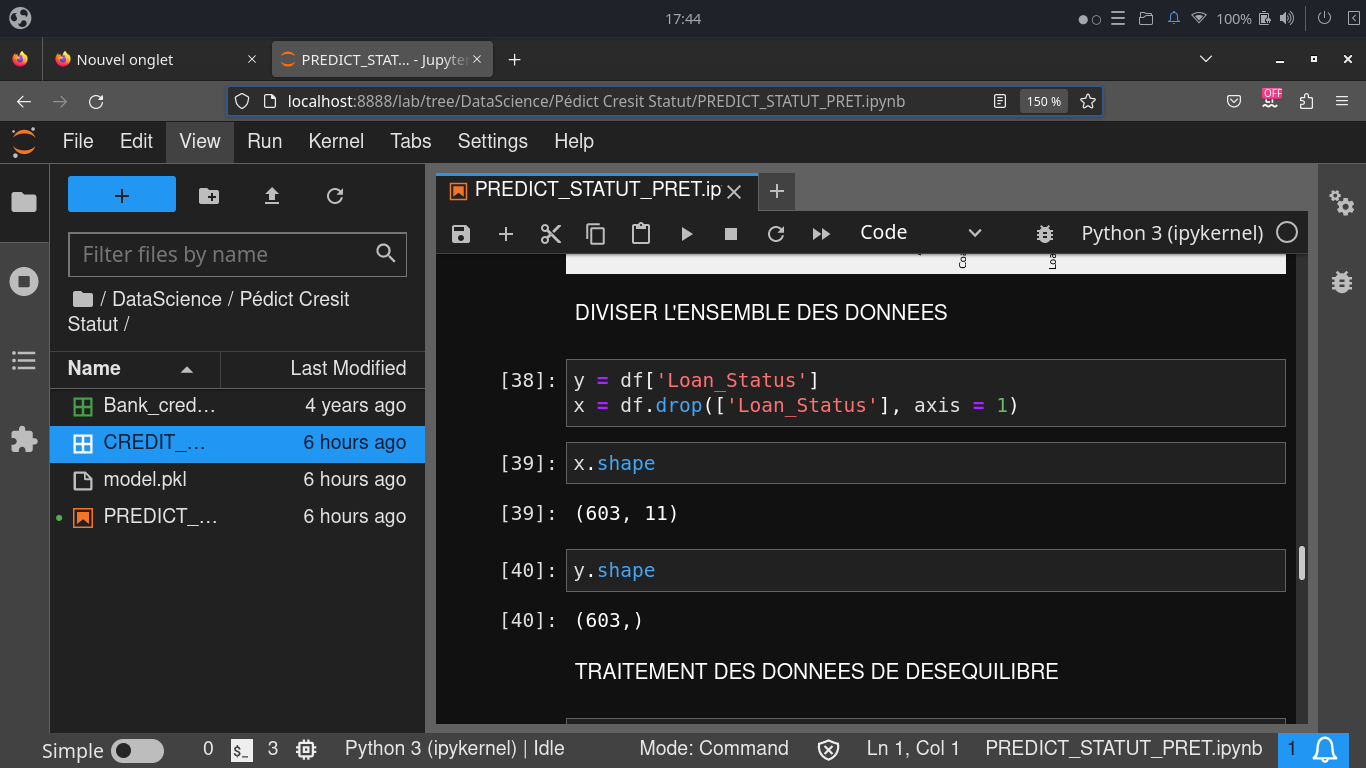 17:44
100%
Nouvel onglet
PREDICT_STAT... - Jupyter
localhost:8888/lab/tree/DataScience/Pédict Cresit Statut/PREDICT_STATUT_PRET.ipynb
150 %
OFF
File Edit View Run Kernel Tabs Settings Help
Filter files by name
/ DataScience / Pédict Cresit
Statut /
Name Last Modified
Bank_cred... 4 years ago
CREDIT_... 6 hours ago
model.pkl 6 hours ago
PREDICT_... 6 hours ago
PREDICT_STATUT_PRET.ip
Code
Python 3 (ipykernel)
DIVISER L'ENSEMBLE DES DONNEES
[38]: y = df['Loan_Status']
x = df.drop(['Loan_Status'], axis = 1)
[39]: x.shape
[39]: (603, 11)
[40]: y.shape
[40]: (603,)
TRAITEMENT DES DONNEES DE DESEQUILIBRE
Simple 0 $_ 3 Python 3 (ipykernel) | Idle Mode: Command Ln 1, Col 1 PREDICT_STATUT_PRET.ipynb 1